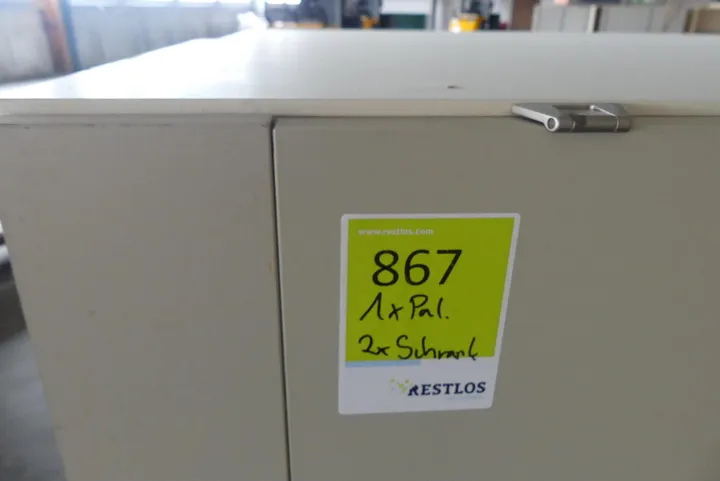 www.restlos.com
867
1x Pal.
2x Schrank
RESTLOS